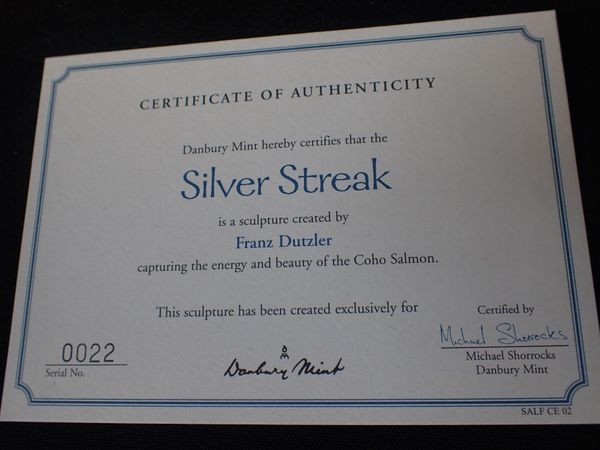 CERTIFICATE OF AUTHENTICITY
Danbury Mint hereby certifies that the
Silver Streak
is a sculpture created by
Franz Dutzler
capturing the energy and beauty of the Coho Salmon.
This sculpture has been created exclusively for
Certified by
Michael Shorrocks
Michael Shorrocks
Danbury Mint
0022
Serial No.
DM
Danbury Mint
SALF CE 02